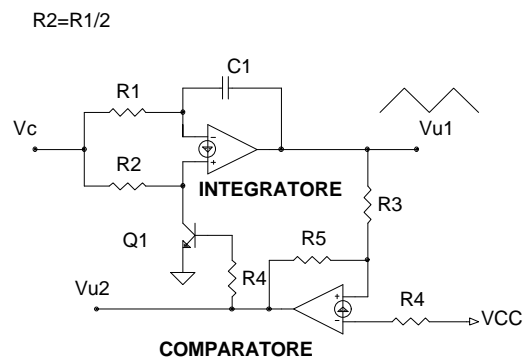 R2=R1/2
C1
R1
Vc
Vu1
R2
INTEGRATORE
R3
Q1
R5
R4
Vu2
R4
VCC
COMPARATORE